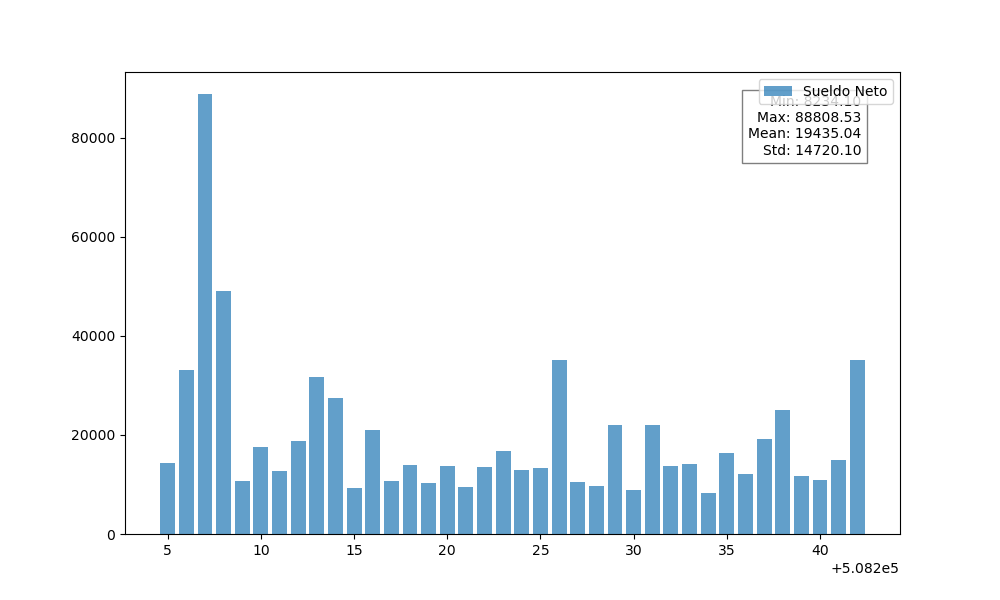 Sueldo Neto
Min: 8234.10
Max: 88808.53
Mean: 19435.04
Std: 14720.10
80000
60000
40000
20000
0
5 10 15 20 25 30 35 40
+5.082e5